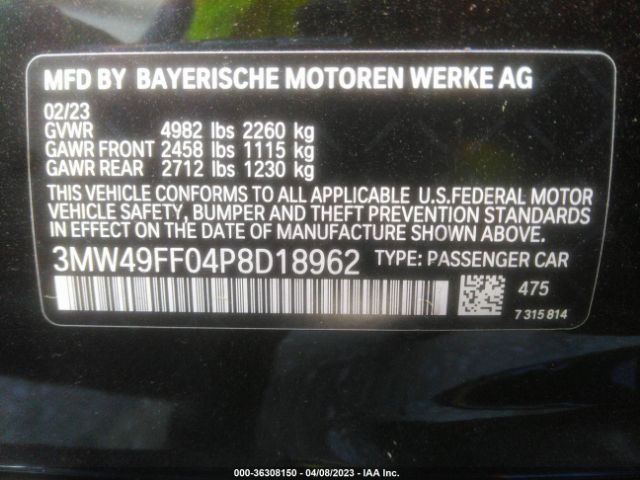 MFD BY BAYERISCHE MOTOREN WERKE AG
02/23
GVWR 4982 lbs 2260 kg
GAWR FRONT 2458 lbs 1115 kg
GAWR REAR 2712 lbs 1230 kg
THIS VEHICLE CONFORMS TO ALL APPLICABLE U.S.FEDERAL MOTOR
VEHICLE SAFETY, BUMPER AND THEFT PREVENTION STANDARDS
IN EFFECT ON THE DATE OF MANUFACTURE SHOWN ABOVE.
3MW49FF04P8D18962 TYPE: PASSENGER CAR
475
7 315 814
000-36308150 - 04/08/2023 - IAA Inc.